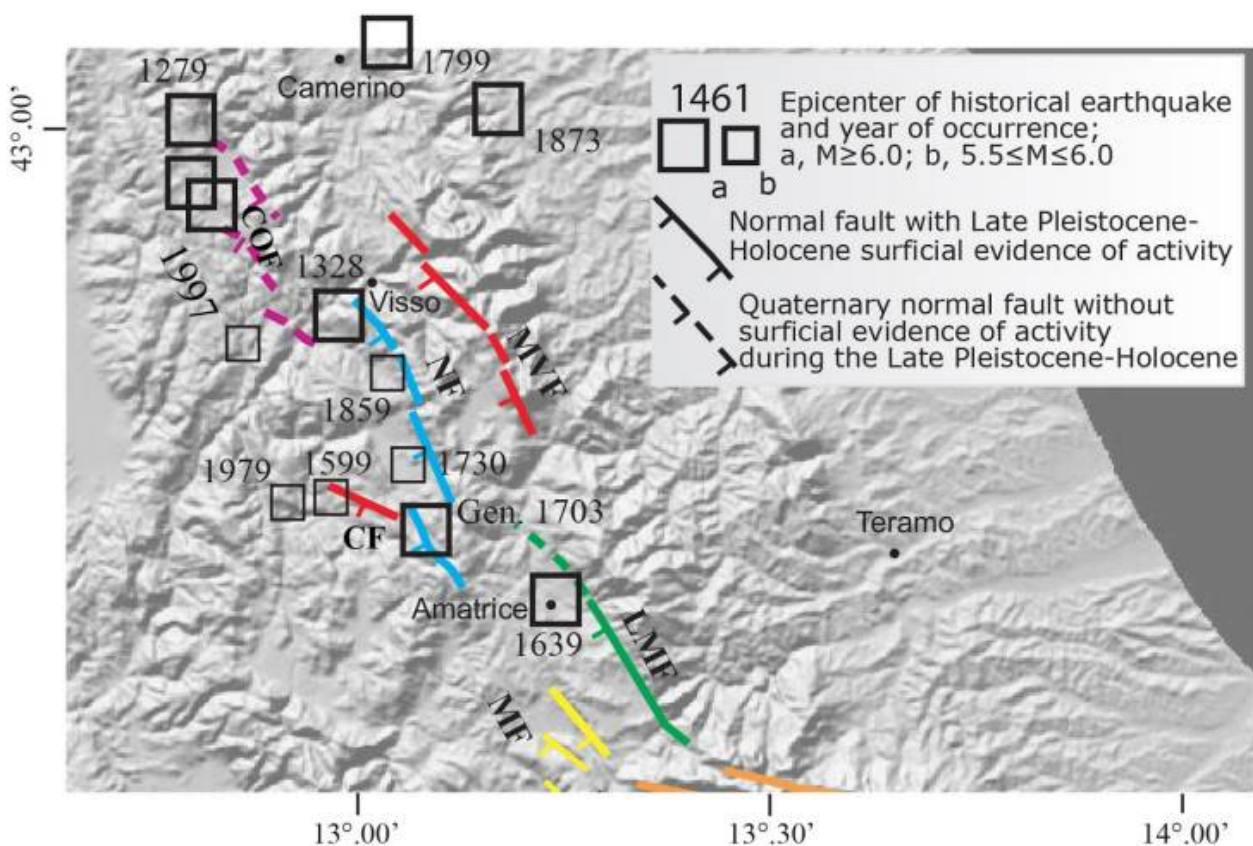 1279
Camerino
1799
1873
43°.00'
COF
1997
1328
Visso
NF
MVF
1859
1979
1599
1730
CF
Gen. 1703
Amatrice
1639
LMF
MF
Teramo
1461
Epicenter of historical earthquake
and year of occurrence;
a, M≥6.0; b, 5.5≤M≤6.0
a
b
Normal fault with Late Pleistocene-
Holocene surficial evidence of activity
Quaternary normal fault without
surficial evidence of activity
during the Late Pleistocene-Holocene
13°.00'
13°.30'
14°.00'